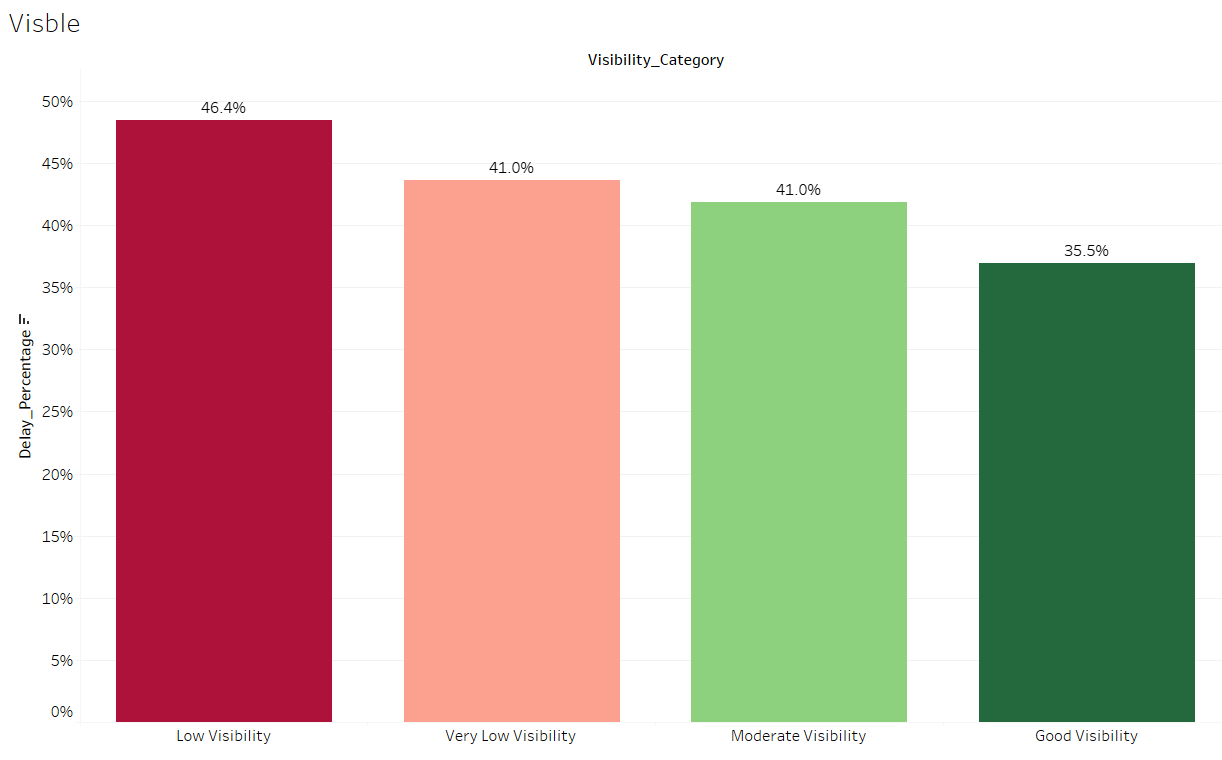 Visble
Visibility_Category
50%
45%
40%
35%
30%
25%
20%
15%
10%
5%
0%
Delay_Percentage
46.4%
41.0%
41.0%
35.5%
Low Visibility
Very Low Visibility
Moderate Visibility
Good Visibility